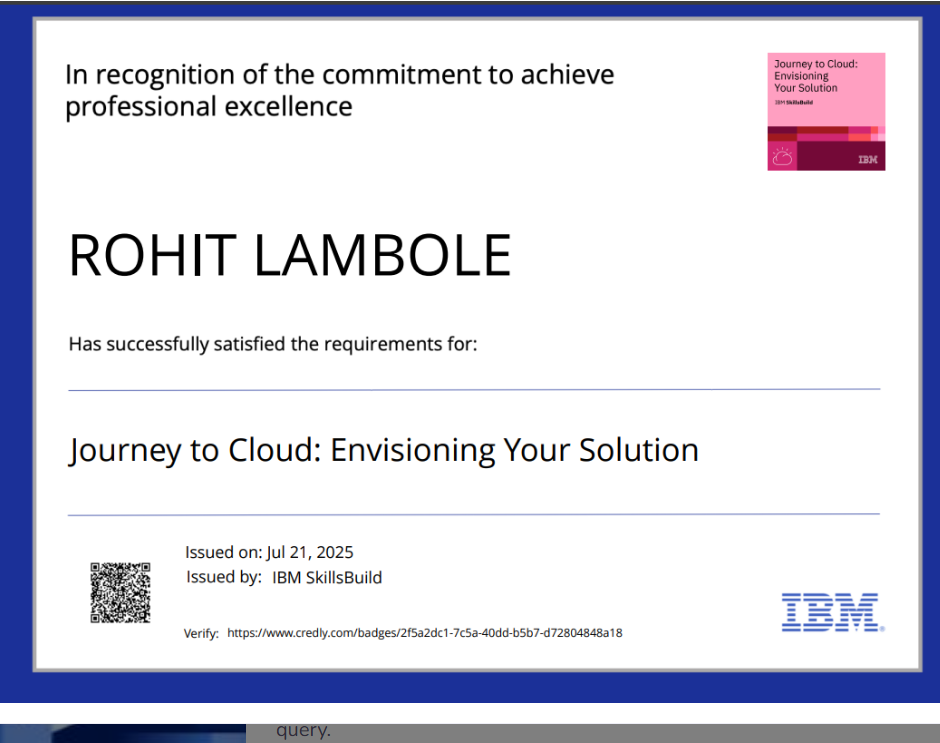 In recognition of the commitment to achieve
professional excellence
Journey to Cloud:
Envisioning
Your Solution
IBM SkillsBuild
IBM
ROHIT LAMBOLE
Has successfully satisfied the requirements for:
Journey to Cloud: Envisioning Your Solution
Issued on: Jul 21, 2025
Issued by: IBM SkillsBuild
Verify: https://www.credly.com/badges/2f5a2dc1-7c5a-40dd-b5b7-d72804848a18
IBM®
query.